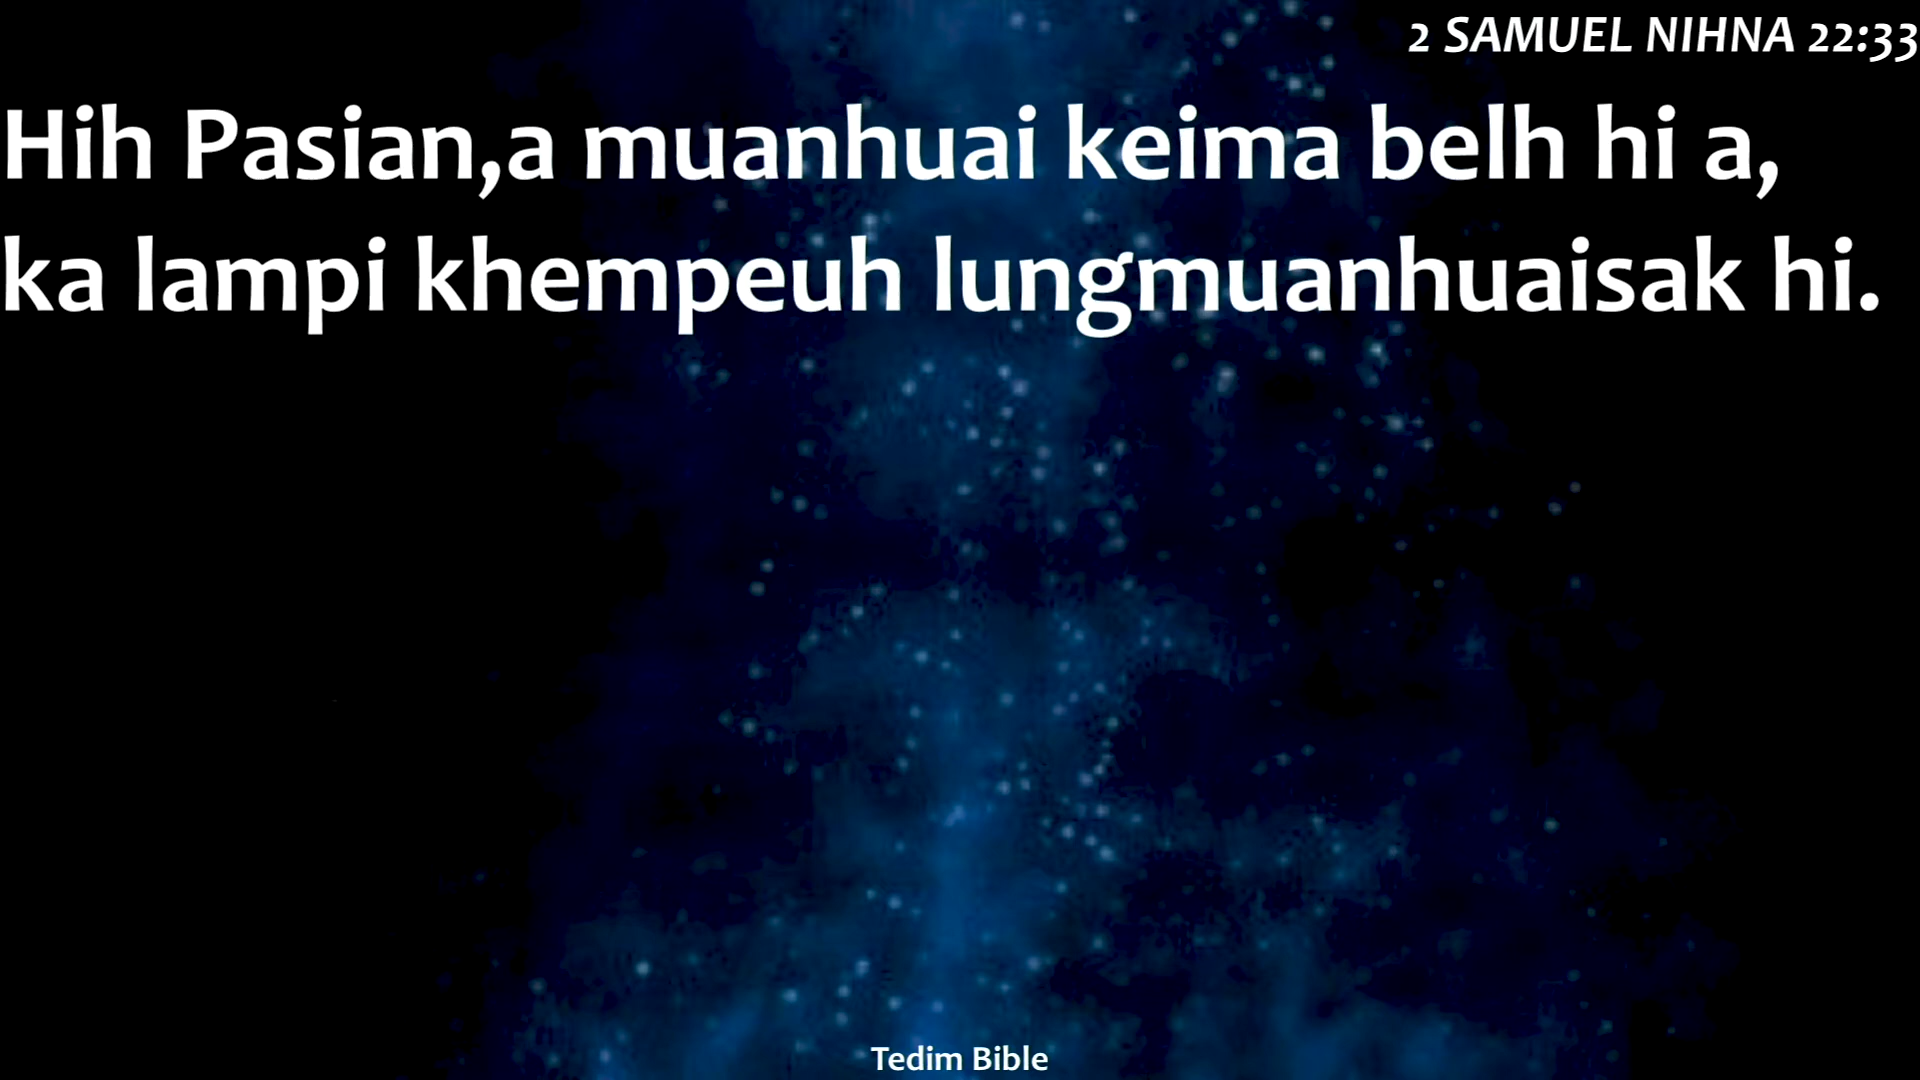 2 SAMUEL NIHNA 22:33
Hih Pasian,a muanhuai keima belh hi a,
ka lampi khempeuh lungmuanhuaisak hi.
Tedim Bible